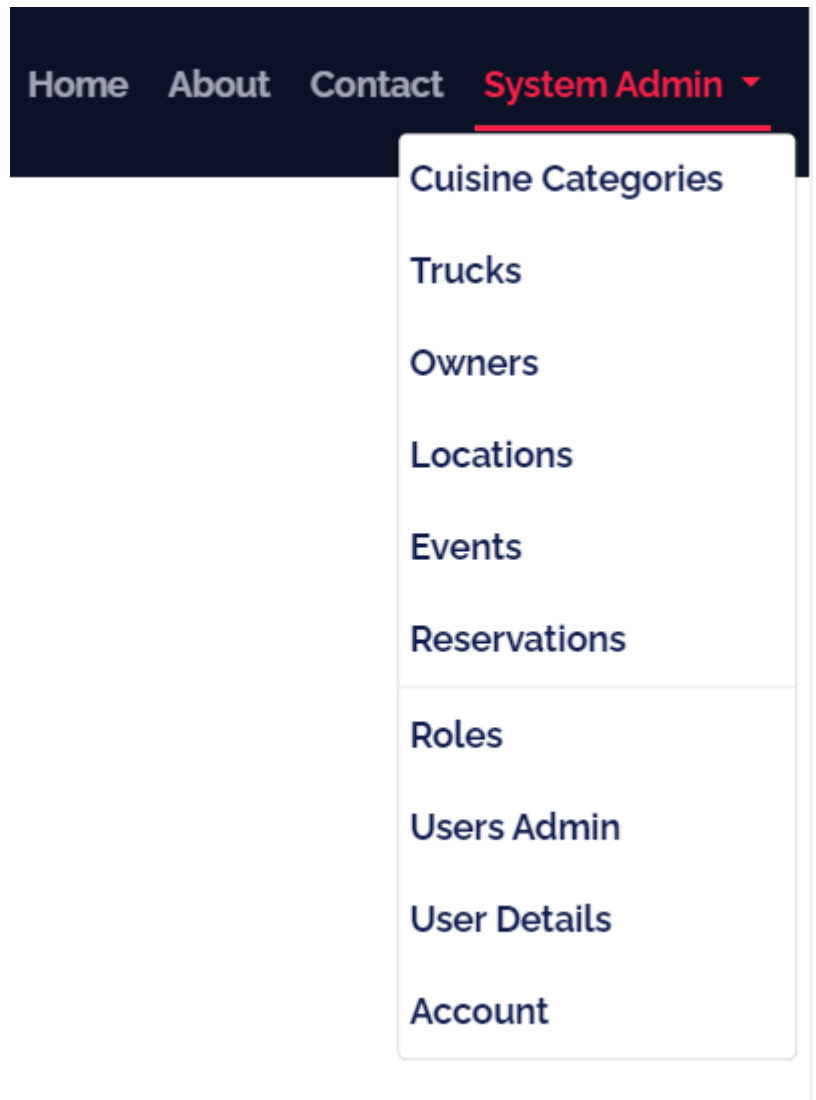 Home About Contact System Admin
Cuisine Categories
Trucks
Owners
Locations
Events
Reservations
Roles
Users Admin
User Details
Account